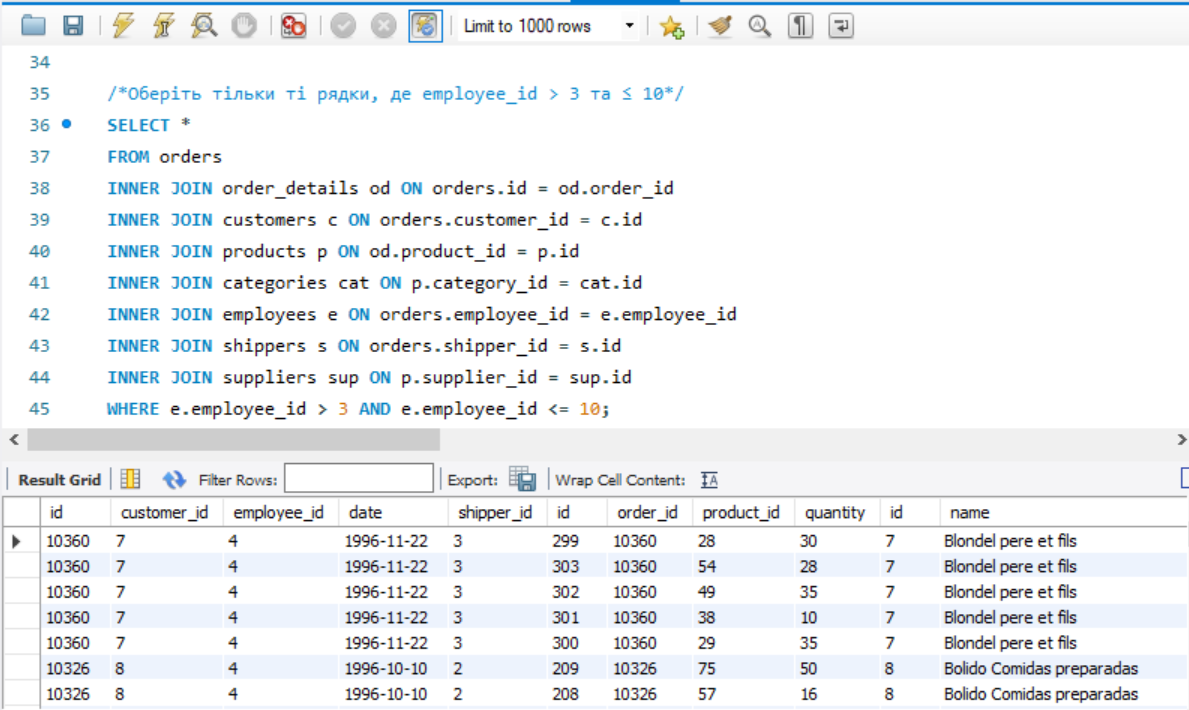 Limit to 1000 rows
34
35 /*Оберіть тільки ті рядки, де employee_id > 3 та ≤ 10*/
36 SELECT *
37 FROM orders
38 INNER JOIN order_details od ON orders.id = od.order_id
39 INNER JOIN customers c ON orders.customer_id = c.id
40 INNER JOIN products p ON od.product_id = p.id
41 INNER JOIN categories cat ON p.category_id = cat.id
42 INNER JOIN employees e ON orders.employee_id = e.employee_id
43 INNER JOIN shippers s ON orders.shipper_id = s.id
44 INNER JOIN suppliers sup ON p.supplier_id = sup.id
45 WHERE e.employee_id > 3 AND e.employee_id <= 10;
Result Grid Filter Rows: Export: Wrap Cell Content: IA
id customer_id employee_id date shipper_id id order_id product_id quantity id name
10360 7 4 1996-11-22 3 299 10360 28 30 7 Blondel pere et fils
10360 7 4 1996-11-22 3 303 10360 54 28 7 Blondel pere et fils
10360 7 4 1996-11-22 3 302 10360 49 35 7 Blondel pere et fils
10360 7 4 1996-11-22 3 301 10360 38 10 7 Blondel pere et fils
10360 7 4 1996-11-22 3 300 10360 29 35 7 Blondel pere et fils
10326 8 4 1996-10-10 2 209 10326 75 50 8 Bolido Comidas preparadas
10326 8 4 1996-10-10 2 208 10326 57 16 8 Bolido Comidas preparadas